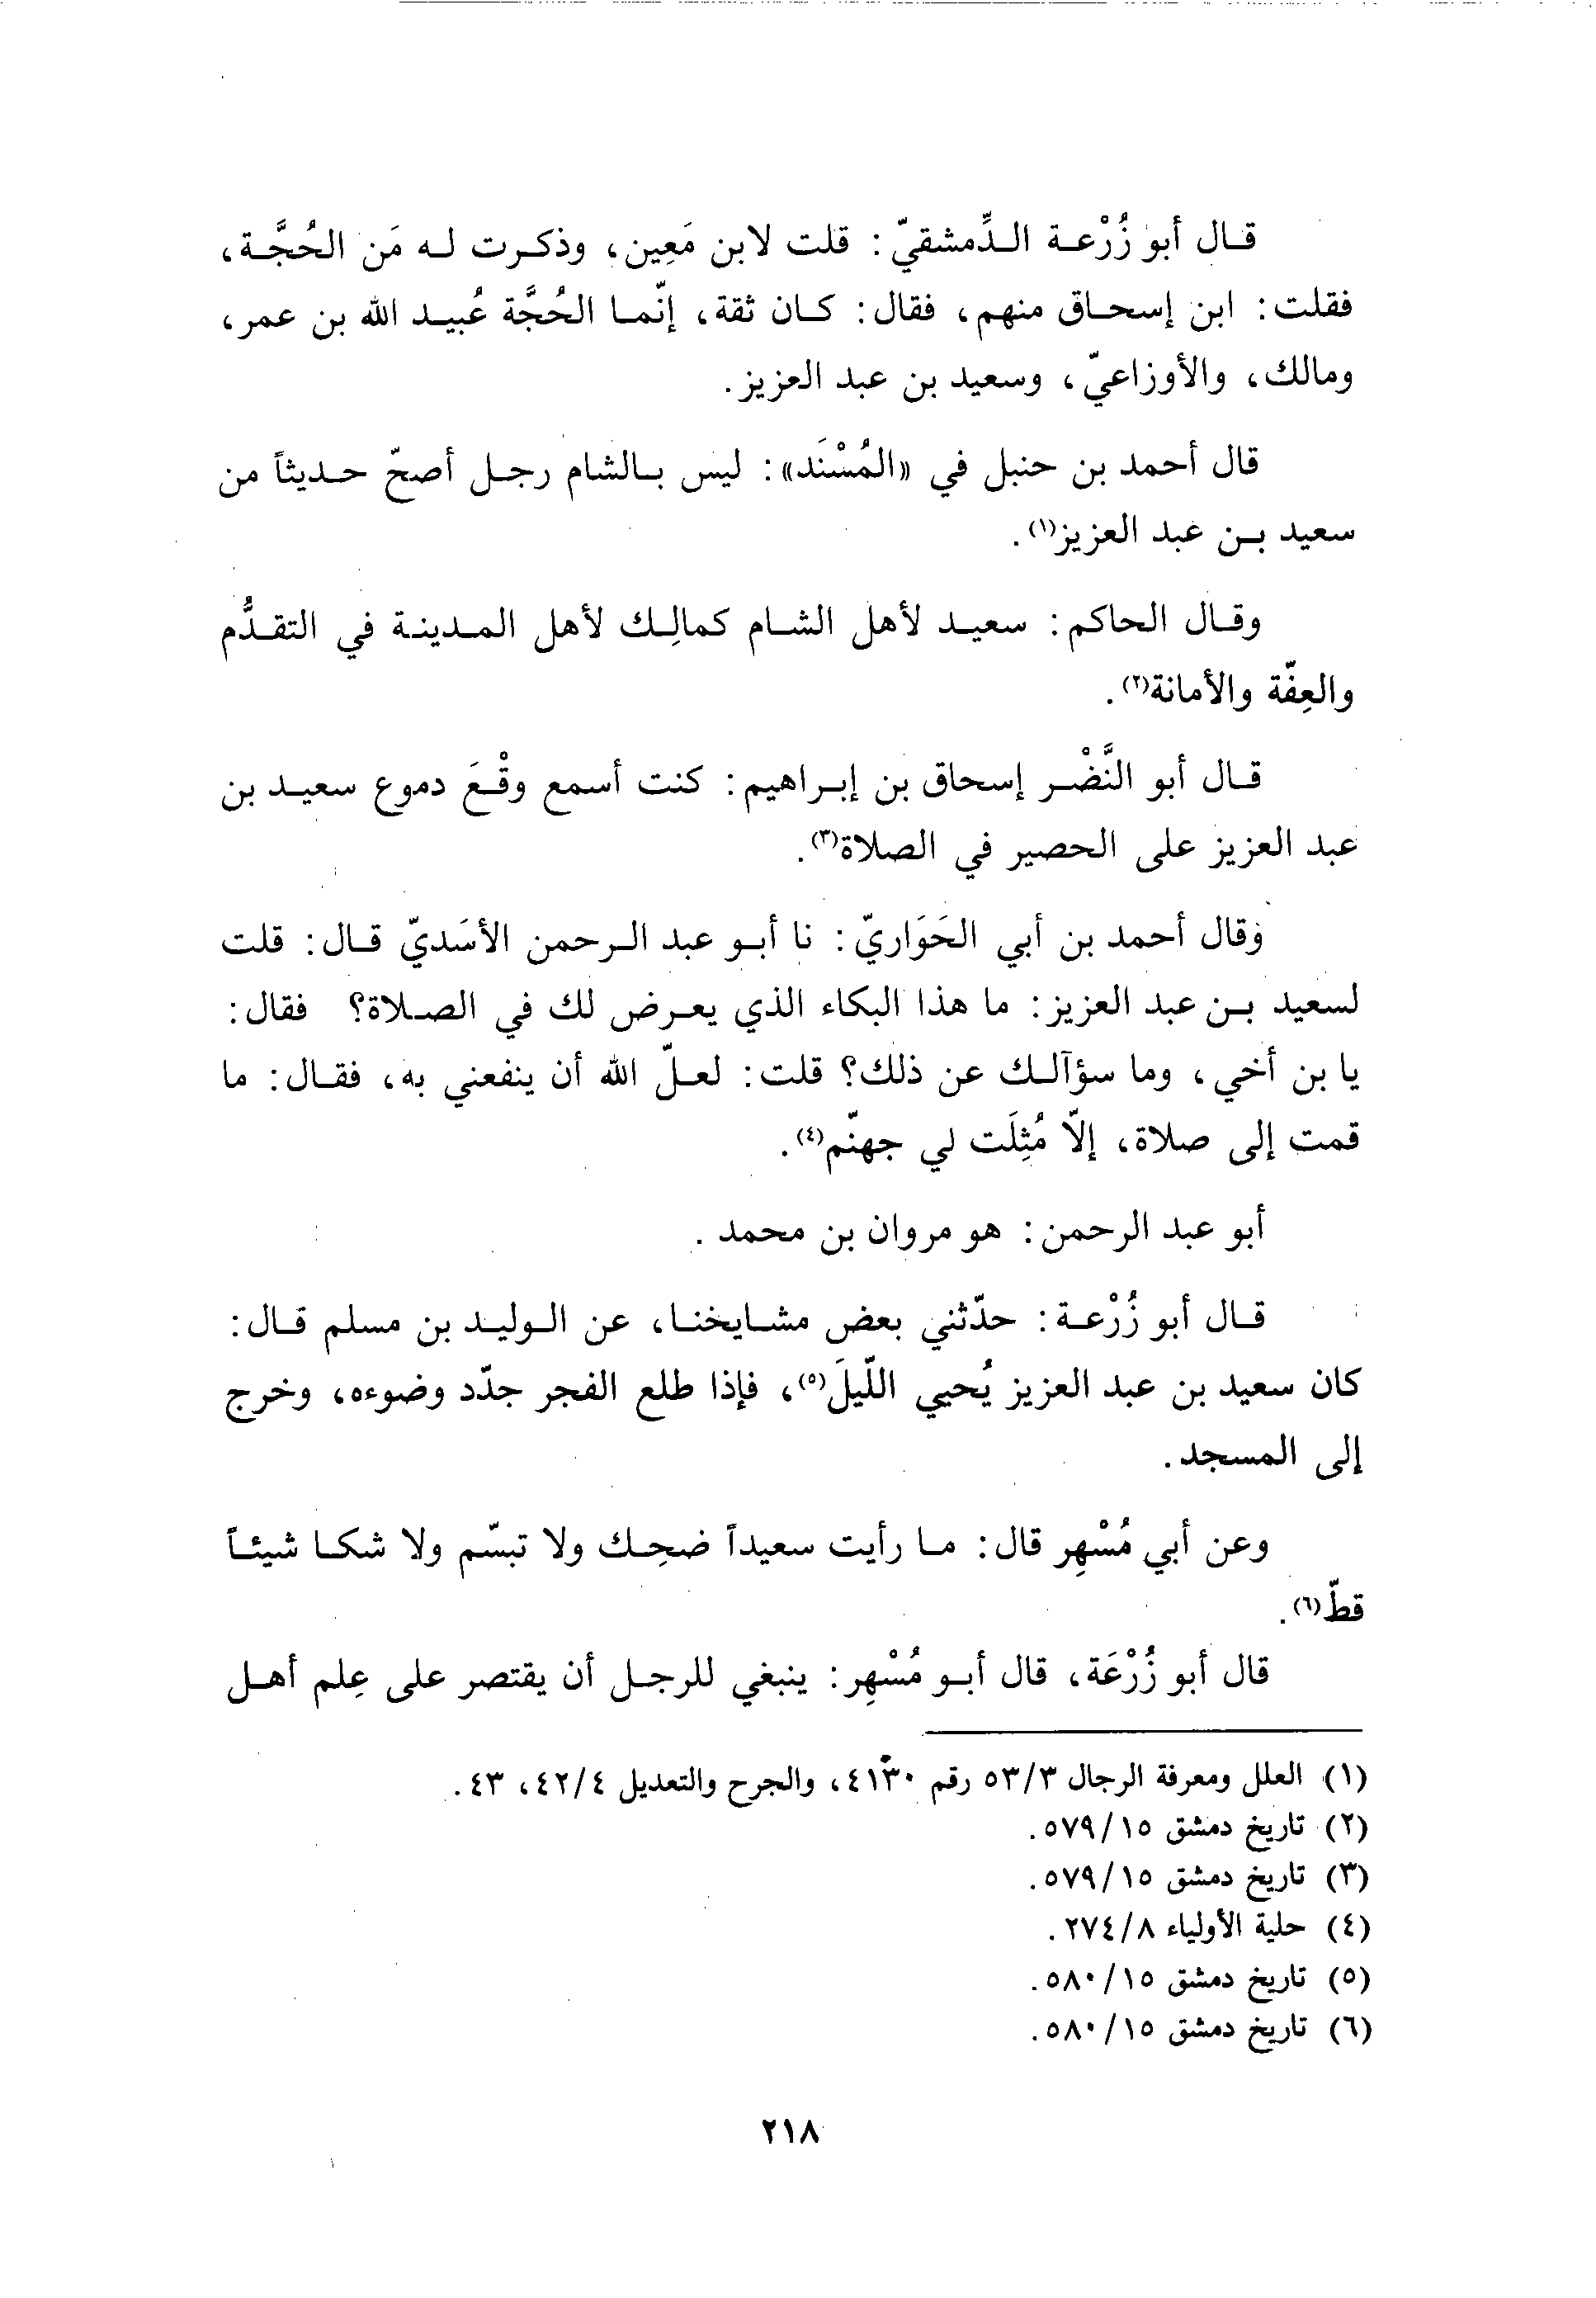 قال أبو زُرْعة الدِّمشقيّ: قلت لابن مَعِين، وذكرت له مَن الحُجَّة،
فقلت: ابن إسحاق منهم، فقال: كان ثقة، إنّما الحُجَّة عُبيد الله بن عمر،
ومالك، والأوزاعيّ، وسعيد بن عبد العزيز.
قال أحمد بن حنبل في «المُسْنَد»: ليس بالشام رجل أصحّ حديثاً من
سعيد بن عبد العزيز(١).
وقال الحاكم: سعيد لأهل الشام كمالِك لأهل المدينة في التقدُّم
والعِفّة والأمانة(٢).
قال أبو النَّضْر إسحاق بن إبراهيم: كنت أسمع وقْعَ دموع سعيد بن
عبد العزيز على الحصير في الصلاة(٣).
وقال أحمد بن أبي الحَوَاريّ: نا أبو عبد الرحمن الأسَديّ قال: قلت
لسعيد بن عبد العزيز: ما هذا البكاء الذي يعرض لك في الصلاة؟ فقال:
يا بن أخي، وما سؤآلك عن ذلك؟ قلت: لعلّ الله أن ينفعني به، فقال: ما
قمت إلى صلاة، إلاّ مُثِلَت لي جهنّم(٤).
أبو عبد الرحمن: هو مروان بن محمد.
قال أبو زُرْعة: حدّثني بعض مشايخنا، عن الوليد بن مسلم قال:
كان سعيد بن عبد العزيز يُحيي اللّيلَ(٥)، فإذا طلع الفجر جدّد وضوءه، وخرج
إلى المسجد.
وعن أبي مُسْهِر قال: ما رأيت سعيداً ضحِك ولا تبسّم ولا شكا شيئاً
قطّ(٦).
قال أبو زُرْعَة، قال أبو مُسْهِر: ينبغي للرجل أن يقتصر على عِلم أهل
(١) العلل ومعرفة الرجال ٥٣/٣ رقم ٤١٣٠، والجرح والتعديل ٤٢/٤، ٤٣.
(٢) تاريخ دمشق ٥٧٩/١٥.
(٣) تاريخ دمشق ٥٧٩/١٥.
(٤) حلية الأولياء ٢٧٤/٨.
(٥) تاريخ دمشق ٥٨٠/١٥.
(٦) تاريخ دمشق ٥٨٠/١٥.
٢١٨